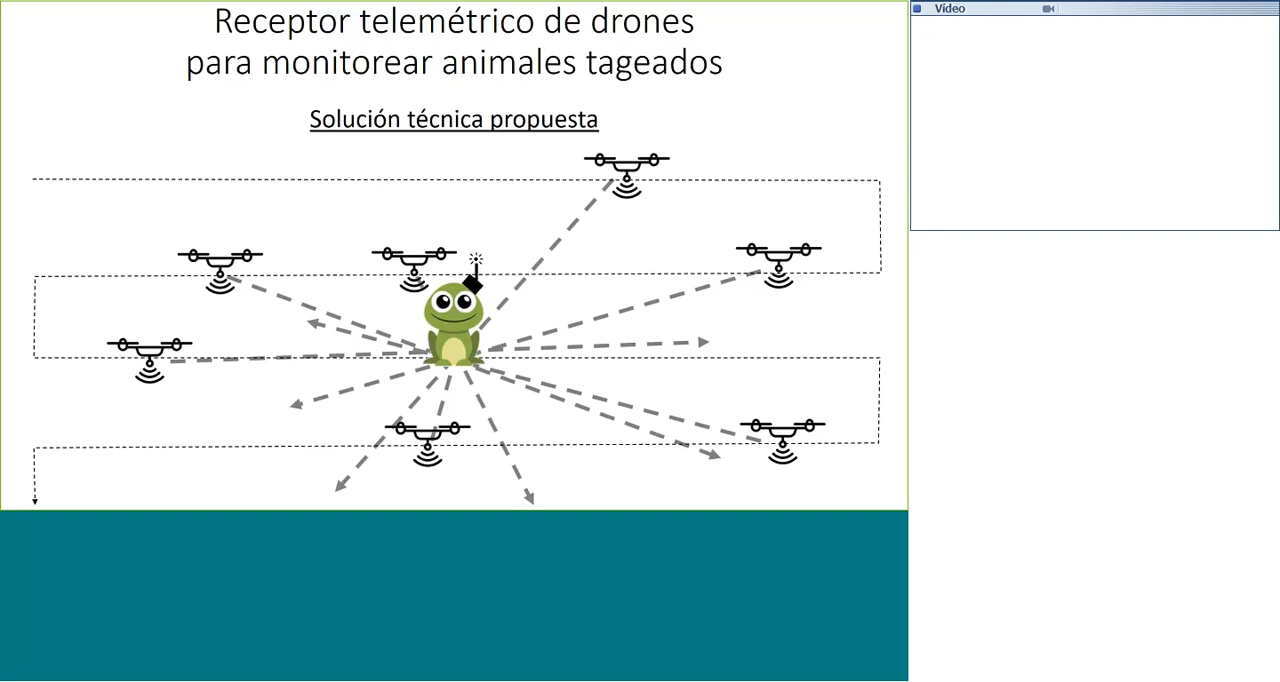 Receptor telemétrico de drones
para monitorear animales tageados
Solución técnica propuesta
Vídeo